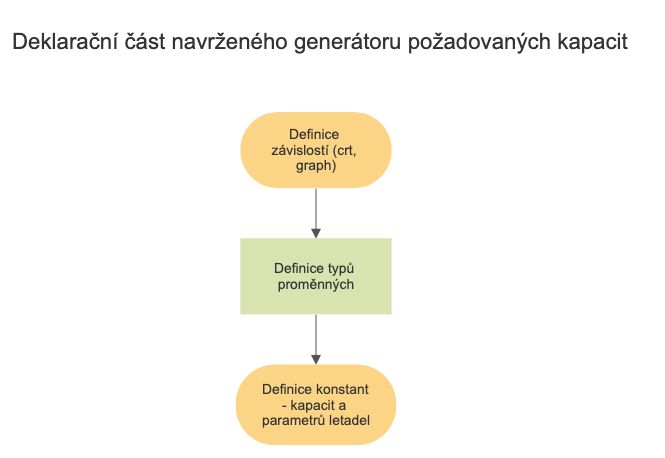 Deklarační část navrženého generátoru požadovaných kapacit
Definice
závislostí (crt,
graph)
Definice typů
proměnných
Definice konstant
- kapacit a
parametrů letadel